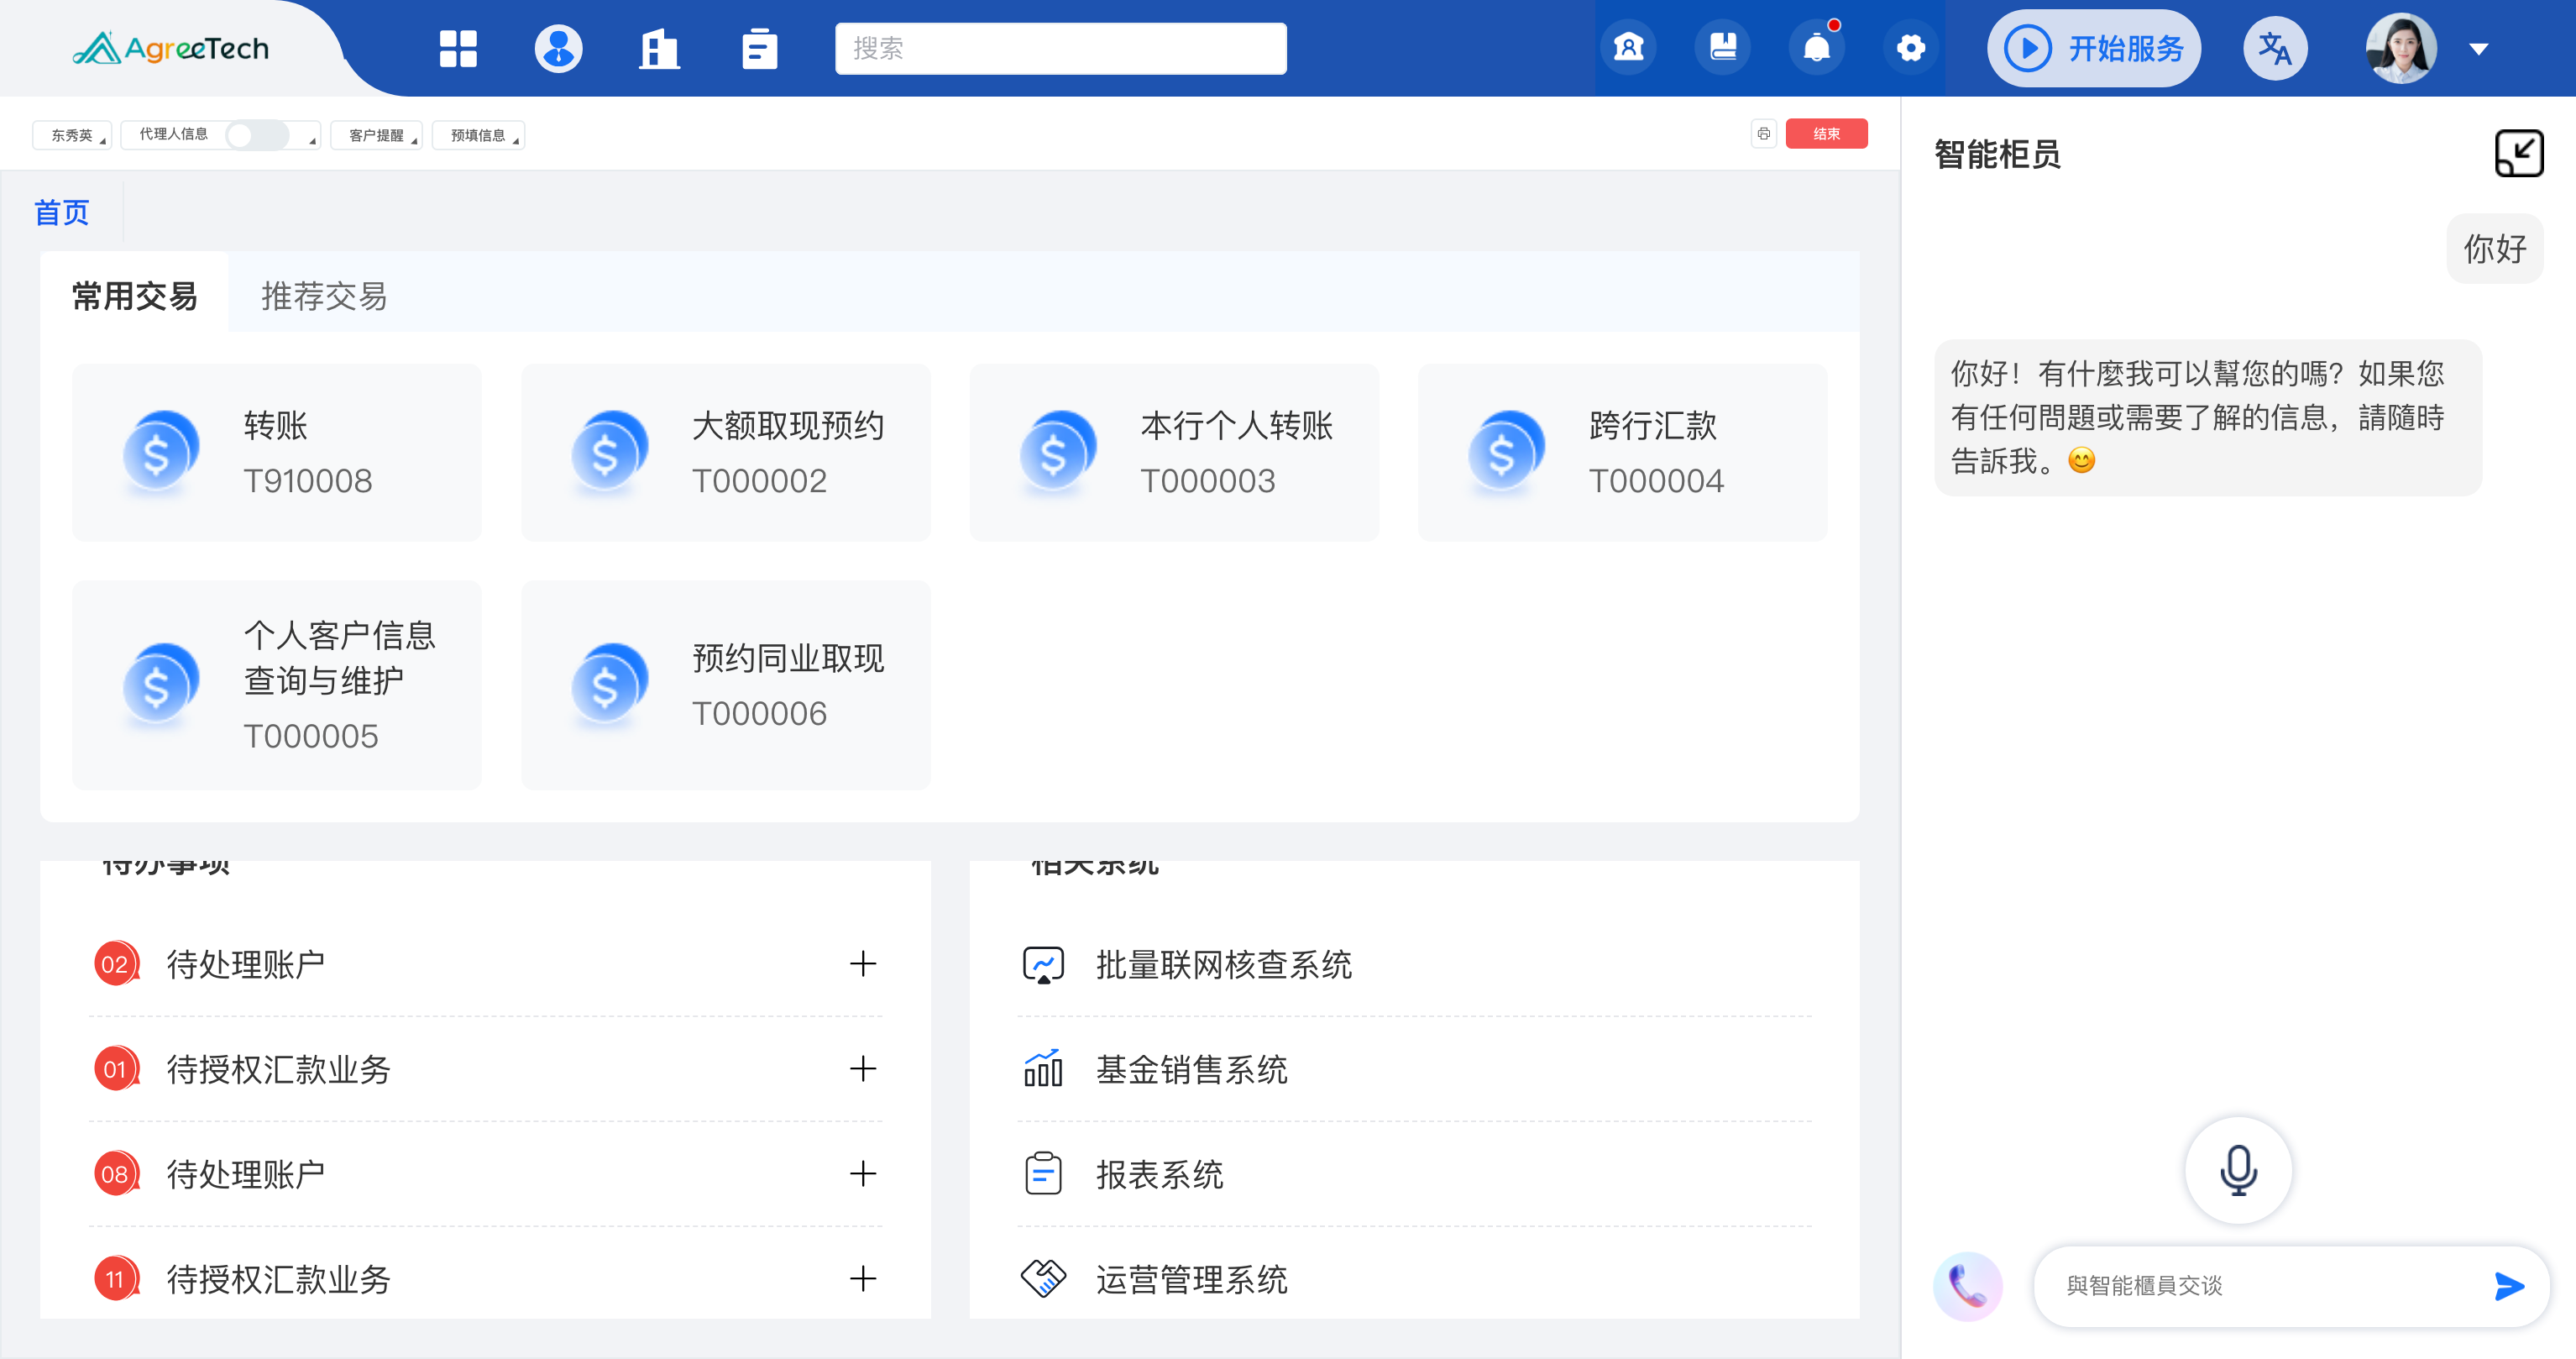 AgreeTech
搜索
开始服务
东秀英
代理人信息
客户提醒
预填信息
结束
首页
常用交易
推荐交易
转账
T910008
大额取现预约
T000002
本行个人转账
T000003
跨行汇款
T000004
个人客户信息
查询与维护
T000005
预约同业取现
T000006
待办事项
02 待处理账户
01 待授权汇款业务
08 待处理账户
11 待授权汇款业务
相关系统
批量联网核查系统
基金销售系统
报表系统
运营管理系统
智能柜员
你好
你好！有什麼我可以幫您的嗎？如果您
有任何問題或需要了解的信息，請隨時
告訴我。😊
與智能櫃員交谈